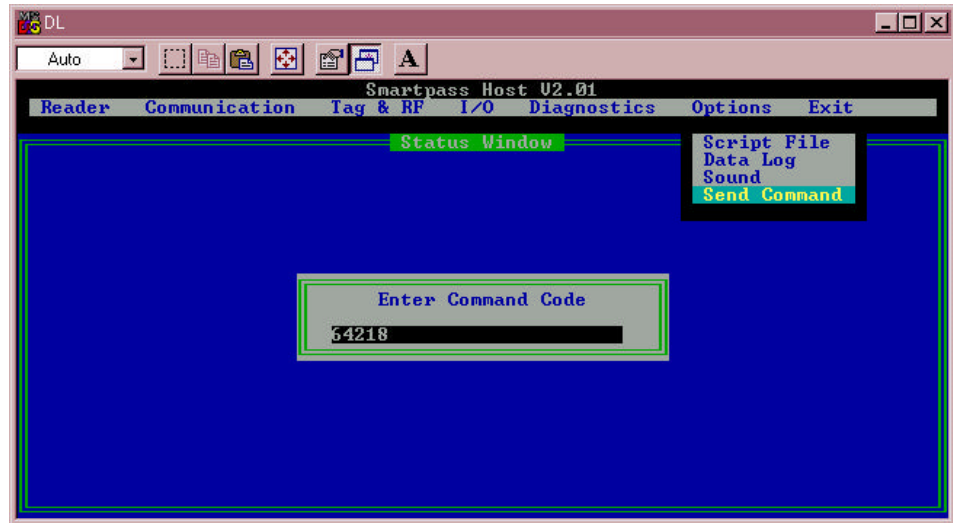 DL
Auto A
Smartpass Host V2.01
Reader Communication Tag & RF I/O Diagnostics Options Exit
Status Window
Script File
Data Log
Sound
Send Command
Enter Command Code
64218